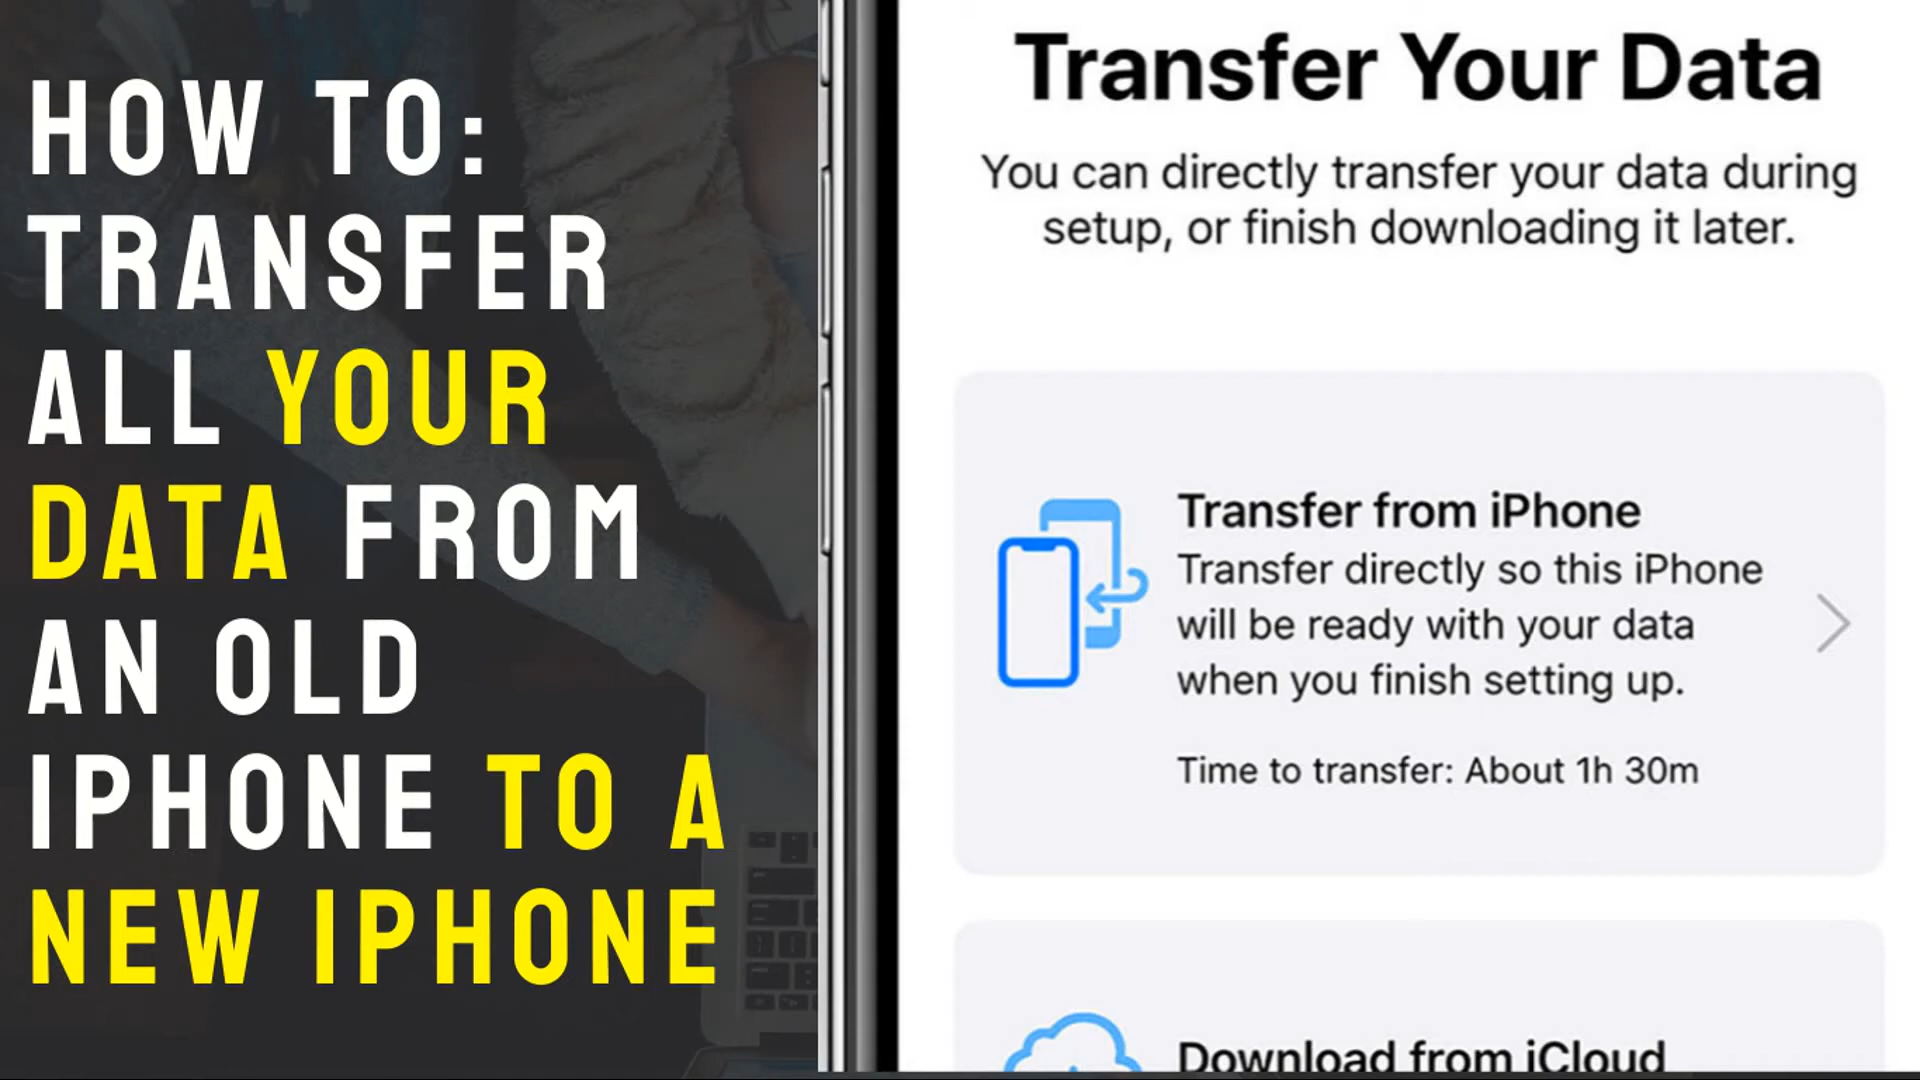 HOW TO:
TRANSFER
ALL YOUR
DATA FROM
AN OLD
IPHONE TO A
NEW IPHONE
Transfer Your Data
You can directly transfer your data during
setup, or finish downloading it later.
Transfer from iPhone
Transfer directly so this iPhone
will be ready with your data
when you finish setting up.
Time to transfer: About 1h 30m
Download from iCloud